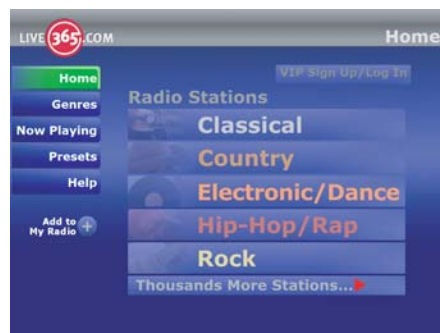 LIVE 365.COM
Home
Home
Genres
Now Playing
Presets
Help
Add to
My Radio +
VIP Sign Up/Log In
Radio Stations
Classical
Country
Electronic/Dance
Hip-Hop/Rap
Rock
Thousands More Stations...